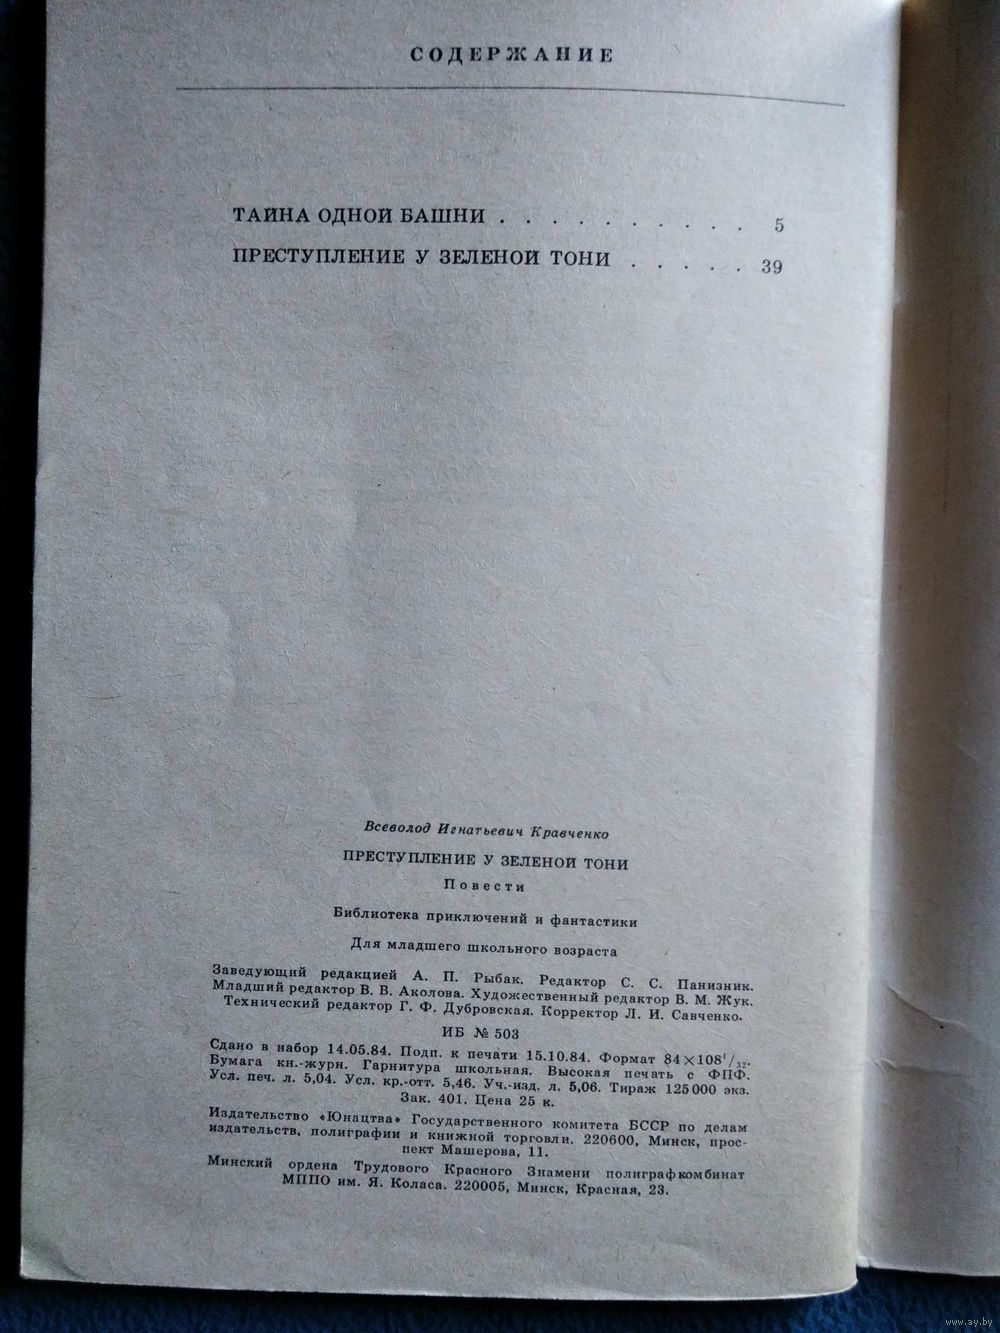 СОДЕРЖАНИЕ
ТАЙНА ОДНОЙ БАШНИ . . . . . . . . . . 5
ПРЕСТУПЛЕНИЕ У ЗЕЛЕНОЙ ТОНИ . . . . . 39
Всеволод Игнатьевич Кравченко
ПРЕСТУПЛЕНИЕ У ЗЕЛЕНОЙ ТОНИ
Повести
Библиотека приключений и фантастики
Для младшего школьного возраста
Заведующий редакцией А. П. Рыбак. Редактор С. С. Панизник.
Младший редактор В. В. Аколова. Художественный редактор В. М. Жук.
Технический редактор Г. Ф. Дубровская. Корректор Л. И. Савченко.
ИБ № 503
Сдано в набор 14.05.84. Подп. к печати 15.10.84. Формат 84×108¹/₃₂.
Бумага кн.-журн. Гарнитура школьная. Высокая печать с ФПФ.
Усл. печ. л. 5,04. Усл. кр.-отт. 5,46. Уч.-изд. л. 5,06. Тираж 125 000 экз.
Зак. 401. Цена 25 к.
Издательство «Юнацтва» Государственного комитета БССР по делам
издательств, полиграфии и книжной торговли. 220600, Минск, прос-
пект Машерова, 11.
Минский ордена Трудового Красного Знамени полиграфкомбинат
МППО им. Я. Коласа. 220005, Минск, Красная, 23.
www.ay.by